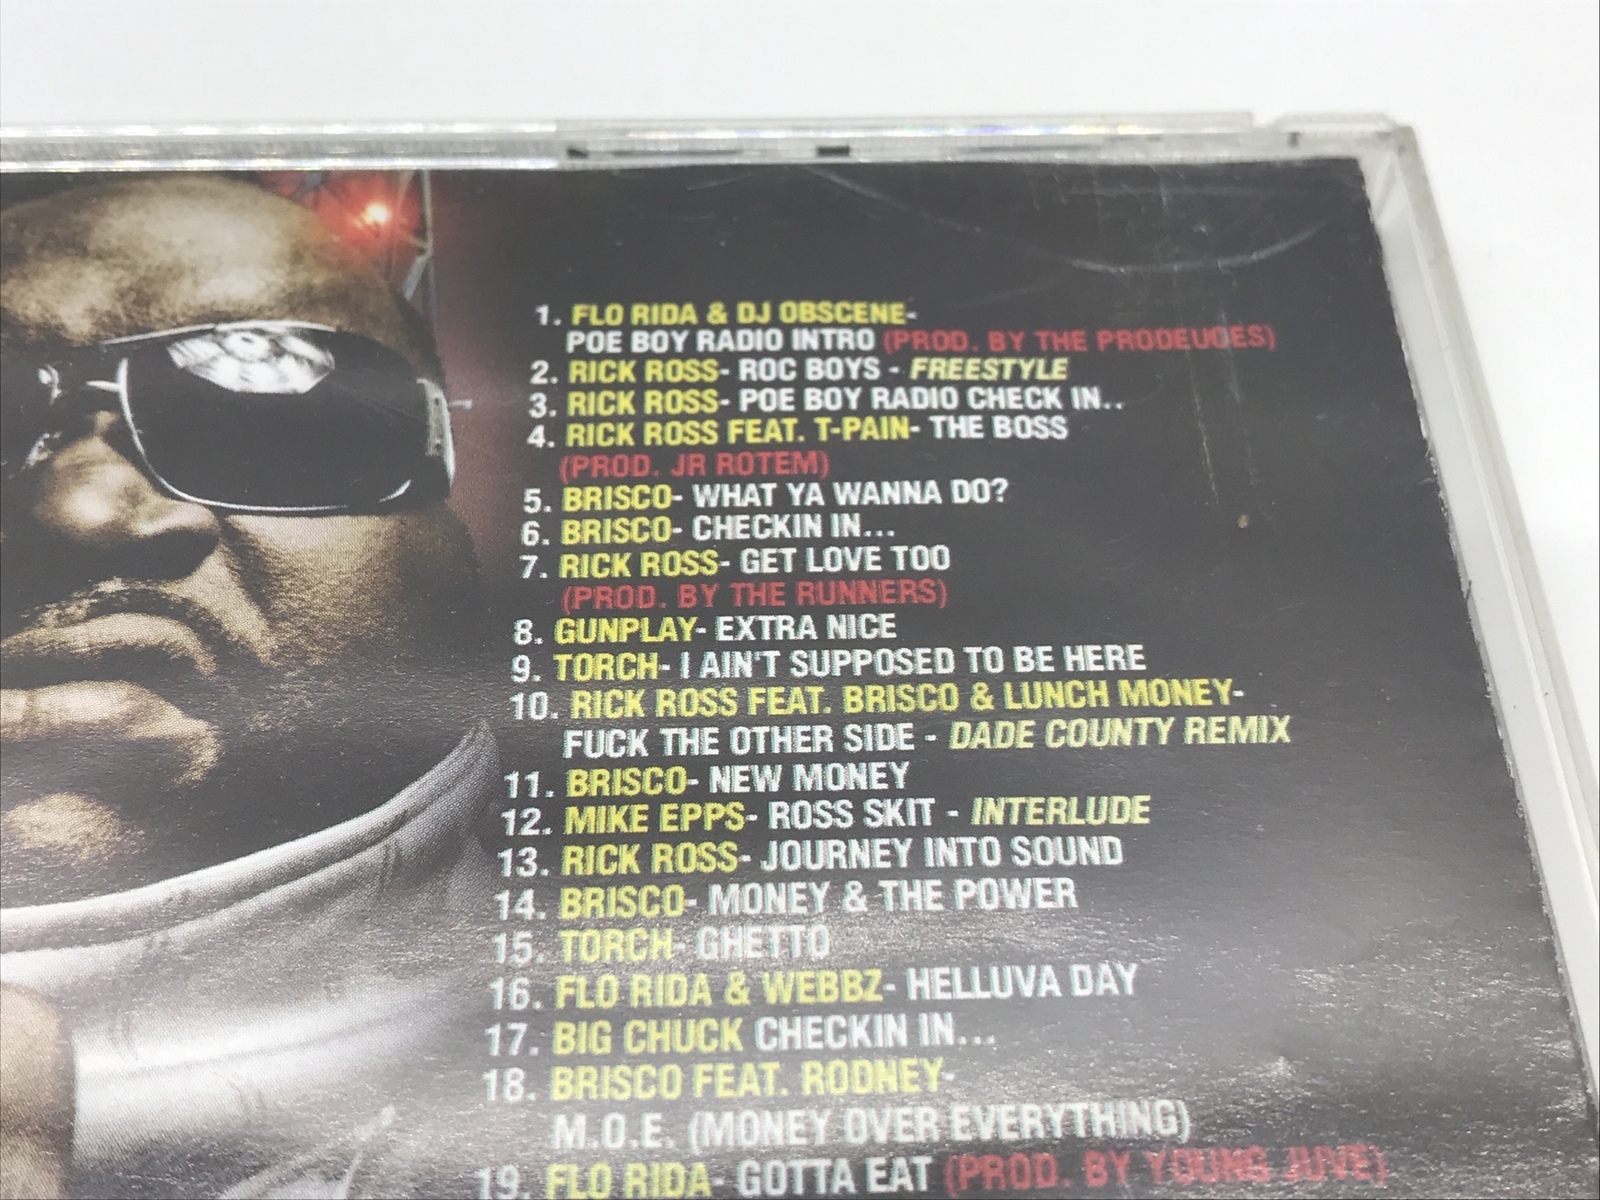 1. FLO RIDA & DJ OBSCENE-
POE BOY RADIO INTRO (PROD. BY THE PRODEUGES)
2. RICK ROSS- ROC BOYS - FREESTYLE
3. RICK ROSS- POE BOY RADIO CHECK IN..
4. RICK ROSS FEAT. T-PAIN- THE BOSS
(PROD. JR ROTEM)
5. BRISCO- WHAT YA WANNA DO?
6. BRISCO- CHECKIN IN...
7. RICK ROSS- GET LOVE TOO
(PROD. BY THE RUNNERS)
8. GUNPLAY- EXTRA NICE
9. TORCH- I AIN'T SUPPOSED TO BE HERE
10. RICK ROSS FEAT. BRISCO & LUNCH MONEY-
FUCK THE OTHER SIDE - DADE COUNTY REMIX
11. BRISCO- NEW MONEY
12. MIKE EPPS- ROSS SKIT - INTERLUDE
13. RICK ROSS- JOURNEY INTO SOUND
14. BRISCO- MONEY & THE POWER
15. TORCH- GHETTO
16. FLO RIDA & WEBBZ- HELLUVA DAY
17. BIG CHUCK CHECKIN IN...
18. BRISCO FEAT. RODNEY-
M.O.E. (MONEY OVER EVERYTHING)
19. FLO RIDA- GOTTA EAT (PROD. BY YOUNG JUVE)